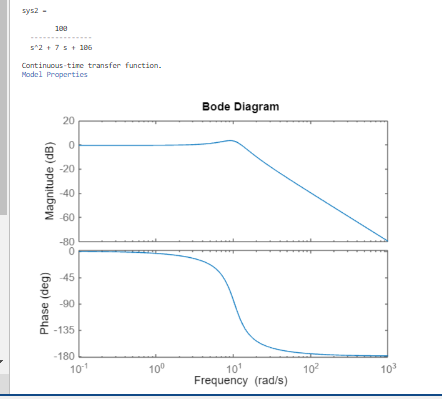 sys2 =
100
---------------
s^2 + 7 s + 106
Continuous-time transfer function.
Model Properties
Bode Diagram
20
0
-20
-40
-60
-80
Magnitude (dB)
0
-45
-90
-135
-180
Phase (deg)
10^-1 10^0 10^1 10^2 10^3
Frequency (rad/s)